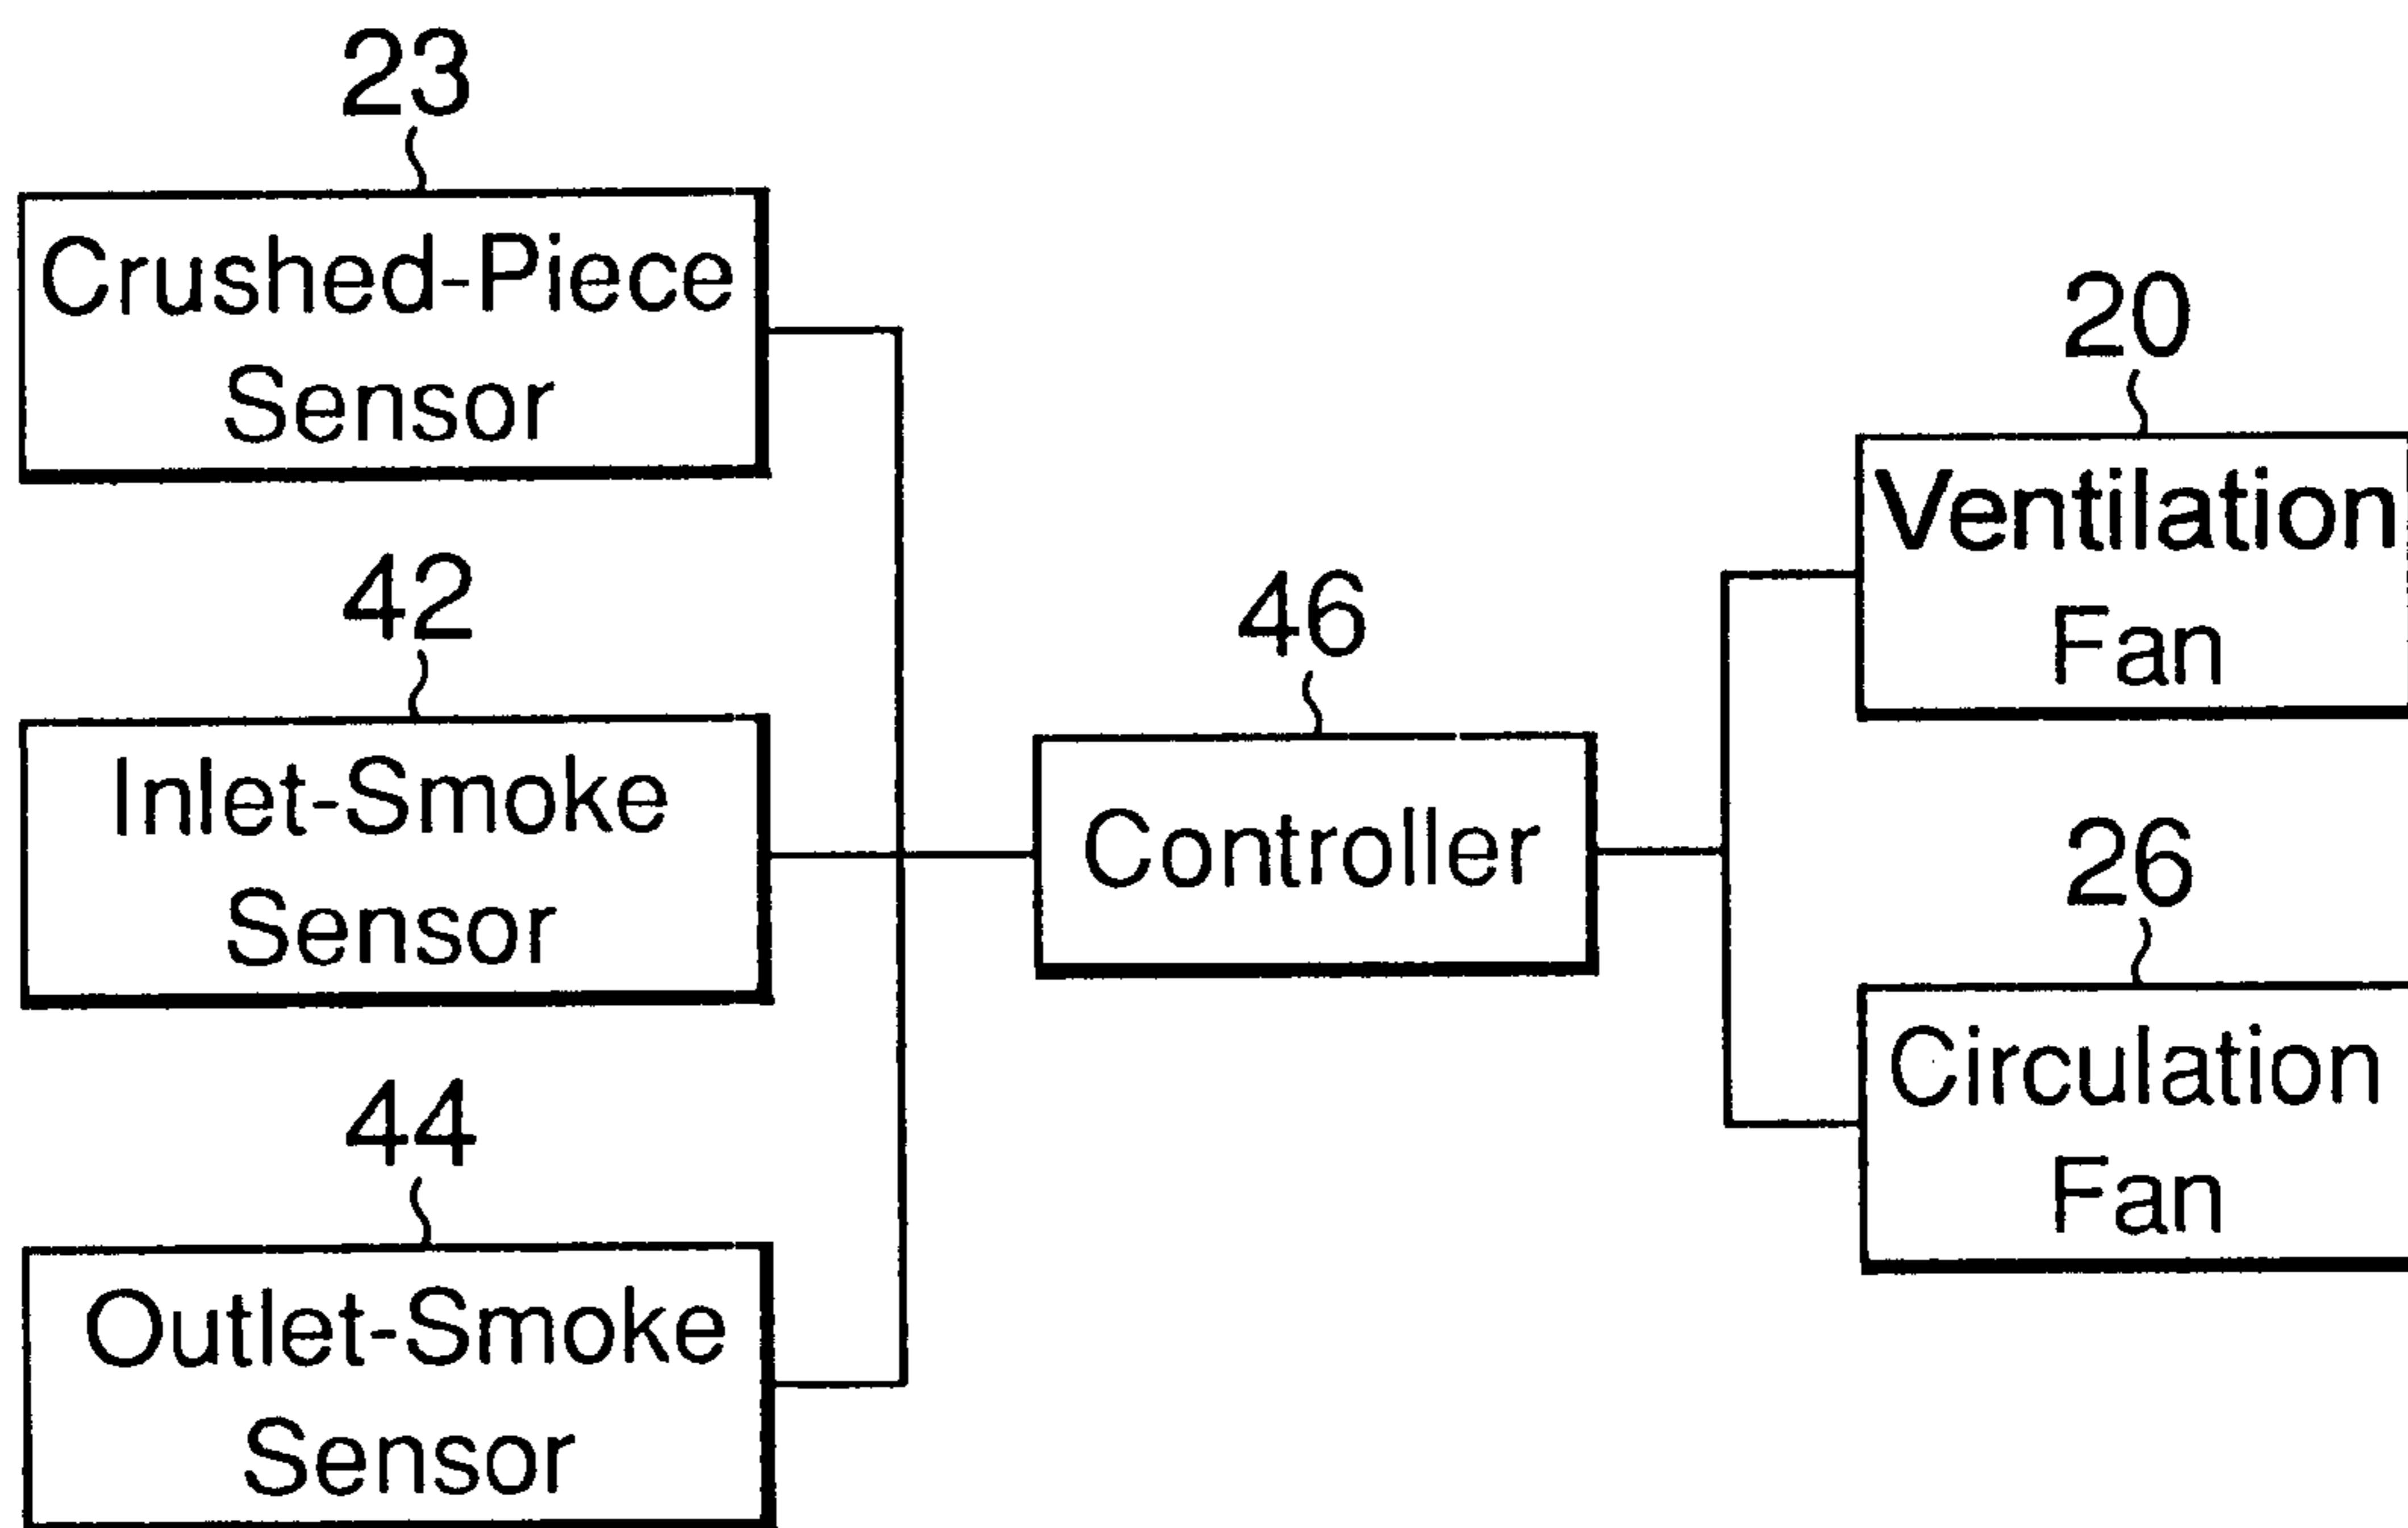 23
Crushed-Piece
Sensor
42
Inlet-Smoke
Sensor
44
Outlet-Smoke
Sensor
46
Controller
20
Ventilation
Fan
26
Circulation
Fan